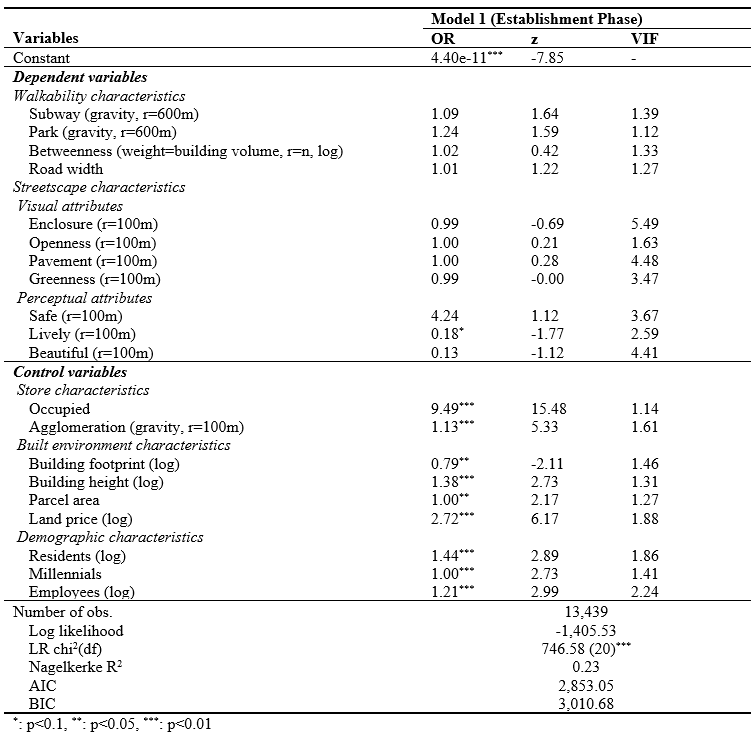 Model 1 (Establishment Phase)
Variables OR z VIF
Constant 4.40e-11*** -7.85 -
Dependent variables
Walkability characteristics
Subway (gravity, r=600m) 1.09 1.64 1.39
Park (gravity, r=600m) 1.24 1.59 1.12
Betweenness (weight=building volume, r=n, log) 1.02 0.42 1.33
Road width 1.01 1.22 1.27
Streetscape characteristics
Visual attributes
Enclosure (r=100m) 0.99 -0.69 5.49
Openness (r=100m) 1.00 0.21 1.63
Pavement (r=100m) 1.00 0.28 4.48
Greenness (r=100m) 0.99 -0.00 3.47
Perceptual attributes
Safe (r=100m) 4.24 1.12 3.67
Lively (r=100m) 0.18* -1.77 2.59
Beautiful (r=100m) 0.13 -1.12 4.41
Control variables
Store characteristics
Occupied 9.49*** 15.48 1.14
Agglomeration (gravity, r=100m) 1.13*** 5.33 1.61
Built environment characteristics
Building footprint (log) 0.79** -2.11 1.46
Building height (log) 1.38*** 2.73 1.31
Parcel area 1.00** 2.17 1.27
Land price (log) 2.72*** 6.17 1.88
Demographic characteristics
Residents (log) 1.44*** 2.89 1.86
Millennials 1.00*** 2.73 1.41
Employees (log) 1.21*** 2.99 2.24
Number of obs. 13,439
Log likelihood -1,405.53
LR chi²(df) 746.58 (20)***
Nagelkerke R² 0.23
AIC 2,853.05
BIC 3,010.68
*: p<0.1, **: p<0.05, ***: p<0.01